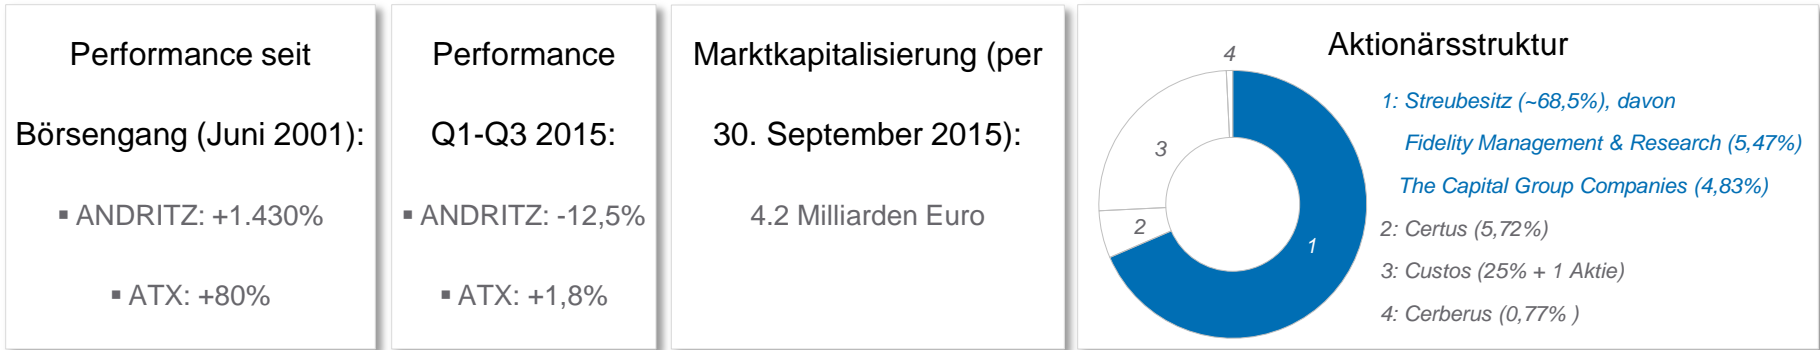 Performance seit
Börsengang (Juni 2001):
▪ ANDRITZ: +1.430%
▪ ATX: +80%
Performance
Q1-Q3 2015:
▪ ANDRITZ: -12,5%
▪ ATX: +1,8%
Marktkapitalisierung (per
30. September 2015):
4.2 Milliarden Euro
Aktionärsstruktur
4
3
2
1
1: Streubesitz (~68,5%), davon
Fidelity Management & Research (5,47%)
The Capital Group Companies (4,83%)
2: Certus (5,72%)
3: Custos (25% + 1 Aktie)
4: Cerberus (0,77% )